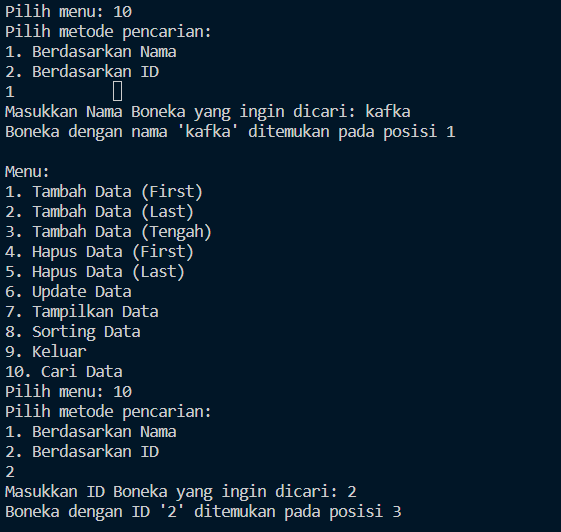 Pilih menu: 10
Pilih metode pencarian:
1. Berdasarkan Nama
2. Berdasarkan ID
1
Masukkan Nama Boneka yang ingin dicari: kafka
Boneka dengan nama 'kafka' ditemukan pada posisi 1
Menu:
1. Tambah Data (First)
2. Tambah Data (Last)
3. Tambah Data (Tengah)
4. Hapus Data (First)
5. Hapus Data (Last)
6. Update Data
7. Tampilkan Data
8. Sorting Data
9. Keluar
10. Cari Data
Pilih menu: 10
Pilih metode pencarian:
1. Berdasarkan Nama
2. Berdasarkan ID
2
Masukkan ID Boneka yang ingin dicari: 2
Boneka dengan ID '2' ditemukan pada posisi 3